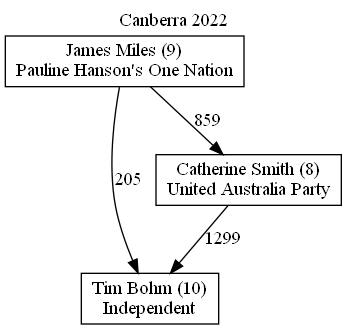 Canberra 2022
James Miles (9)
Pauline Hanson's One Nation
859
Catherine Smith (8)
United Australia Party
205
1299
Tim Bohm (10)
Independent